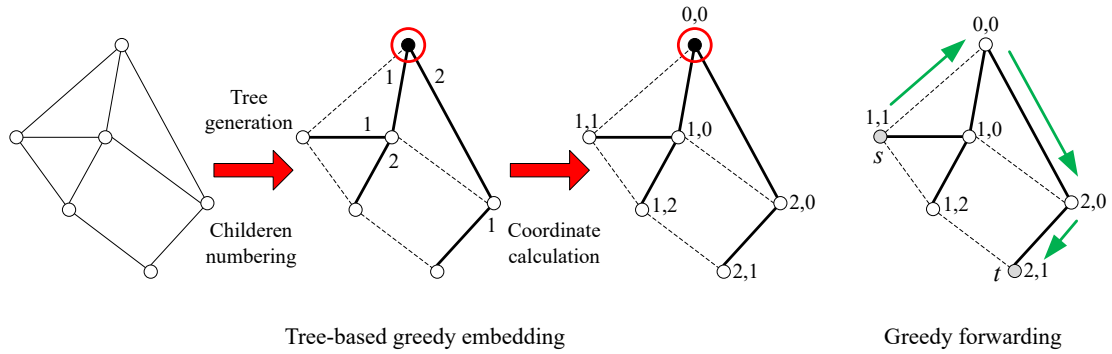 0,0
0,0
1
2
Tree
generation
1
1,1
1,0
1,1
1,0
s
2
1,2
2,0
1,2
2,0
Childeren
numbering
1
Coordinate
calculation
2,1
t
2,1
Tree-based greedy embedding
Greedy forwarding